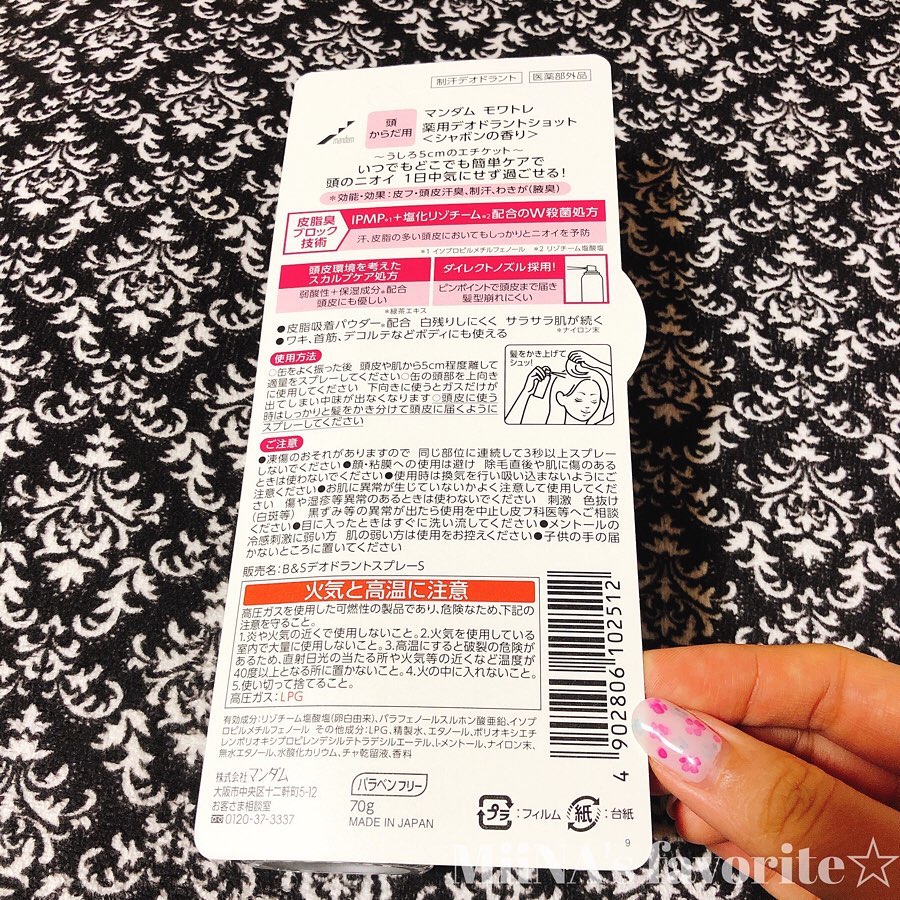 制汗デオドラント 医薬部外品
mandom
頭
からだ用
マンダム モワトレ
薬用デオドラントショット
＜シャボンの香り＞
〜うしろ5cmのエチケット〜
いつでもどこでも簡単ケアで
頭のニオイ 1日中気にせず過ごせる!
＊効能・効果：皮フ・頭皮汗臭、制汗、わきが(腋臭)
皮脂臭
ブロック
技術
IPMP※1＋塩化リゾチーム※2配合のW殺菌処方
汗、皮脂の多い頭皮においてもしっかりとニオイを予防
※1 イソプロピルメチルフェノール ※2 リゾチーム塩酸塩
頭皮環境を考えた
スカルプケア処方
弱酸性＋保湿成分※配合
頭皮にも優しい
※緑茶エキス
ダイレクトノズル採用!
ピンポイントで頭皮まで届き
髪型崩れにくい
●皮脂吸着パウダー※配合 白残りしにくく サラサラ肌が続く
※ナイロン末
●ワキ、首筋、デコルテなどボディにも使える
使用方法
○缶をよく振った後 頭皮や肌から5cm程度離して
適量をスプレーしてください○缶の頭部を上向き
に使用してください 下向きに使うとガスだけが
出てしまい中味が出なくなります○頭皮に使う
時はしっかりと髪をかき分けて頭皮に届くように
スプレーしてください
髪をかき上げて
シュッ!
ご注意
●凍傷のおそれがありますので 同じ部位に連続して3秒以上スプレー
しないでください●顔・粘膜への使用は避け 除毛直後や肌に傷のある
ときは使わないでください●使用時は換気を行い吸い込まないようにご
注意ください●お肌に異常が生じていないかよく注意して使用してくだ
さい 傷や湿疹等異常のあるときは使わないでください 刺激 色抜け
(白斑等) 黒ずみ等の異常が出たら使用を中止し皮フ科医等へご相談
ください●目に入ったときはすぐに洗い流してください●メントールの
冷感刺激に弱い方 肌の弱い方は使用をお控えください●子供の手の届
かないところに置いてください
販売名：B&SデオドラントスプレーS
火気と高温に注意
高圧ガスを使用した可燃性の製品であり、危険なため、下記の
注意を守ること。
1.炎や火気の近くで使用しないこと。2.火気を使用している
室内で大量に使用しないこと。3.高温にすると破裂の危険が
あるため、直射日光の当たる所や火気等の近くなど温度が
40度以上となる所に置かないこと。4.火の中に入れないこと。
5.使い切って捨てること。
高圧ガス：LPG
有効成分：リゾチーム塩酸塩(卵白由来)、パラフェノールスルホン酸亜鉛、イソプ
ロピルメチルフェノール その他成分：LPG、精製水、エタノール、ポリオキシエチ
レンポリオキシプロピレンデシルテトラデシルエーテル、l-メントール、ナイロン末、
無水エタノール、水酸化カリウム、チャ乾留液、香料
株式会社 マンダム
大阪市中央区十二軒町5-12
お客さま相談室
0120-37-3337
パラベンフリー
70g
MADE IN JAPAN
プラ：フィルム 紙：台紙
4 902806 102512
9
MiiNA's favorite☆